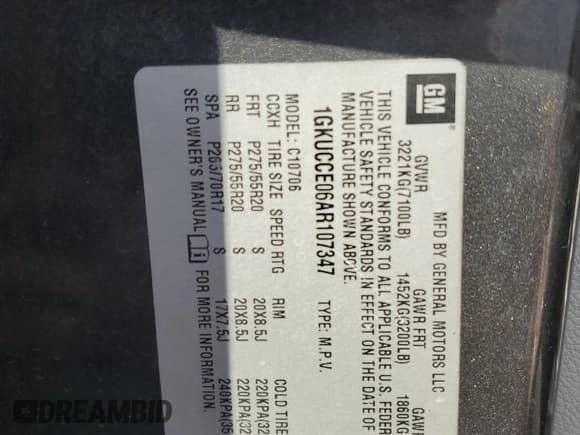 GM
®
MFD BY GENERAL MOTORS LLC
GVWR GAWR FRT GAW
3221KG(7100LB) 1452KG(3200LB) 1860KG
THIS VEHICLE CONFORMS TO ALL APPLICABLE U.S. FEDER
VEHICLE SAFETY STANDARDS IN EFFECT ON THE DATE OF
MANUFACTURE SHOWN ABOVE.
1GKUCCE06AR107347 TYPE: M.P.V.
MODEL: C10706
CCXH TIRE SIZE SPEED RTG RIM COLD TIRE
FRT P275/55R20 S 20X8.5J 220KPA(32
RR P275/55R20 S 20X8.5J 220KPA(32
SPA P265/70R17 S 17X7.5J 240KPA(35
SEE OWNER'S MANUAL i FOR MORE INFORMATION.
DREAMBID